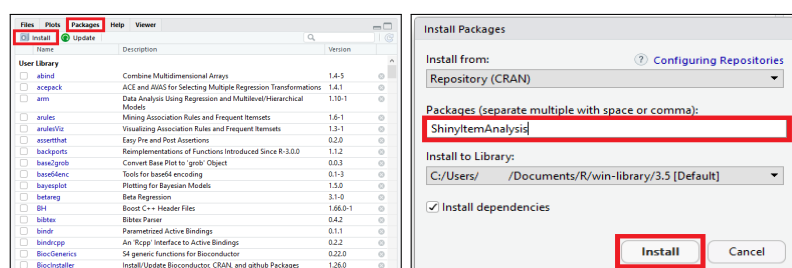 Files Plots Packages Help Viewer
Install Update
Name Description Version
User Library
abind Combine Multidimensional Arrays 1.4-5
acepack ACE and AVAS for Selecting Multiple Regression Transformations 1.4.1
arm Data Analysis Using Regression and Multilevel/Hierarchical Models 1.10-1
arules Mining Association Rules and Frequent Itemsets 1.6-1
arulesViz Visualizing Association Rules and Frequent Itemsets 1.3-1
assertthat Easy Pre and Post Assertions 0.2.0
backports Reimplementations of Functions Introduced Since R-3.0.0 1.1.2
base2grob Convert Base Plot to 'grob' Object 0.0.3
base64enc Tools for base64 encoding 0.1-3
bayesplot Plotting for Bayesian Models 1.5.0
betareg Beta Regression 3.1-0
BH Boost C++ Header Files 1.66.0-1
bibtex Bibtex Parser 0.4.2
bindr Parametrized Active Bindings 0.1.1
bindrcpp An 'Rcpp' Interface to Active Bindings 0.2.2
BiocGenerics S4 generic functions for Bioconductor 0.22.0
BiocInstaller Install/Update Bioconductor, CRAN, and github Packages 1.26.0
Install Packages
Install from: ? Configuring Repositories
Repository (CRAN)
Packages (separate multiple with space or comma):
ShinyItemAnalysis
Install to Library:
C:/Users/ /Documents/R/win-library/3.5 [Default]
Install dependencies
Install Cancel